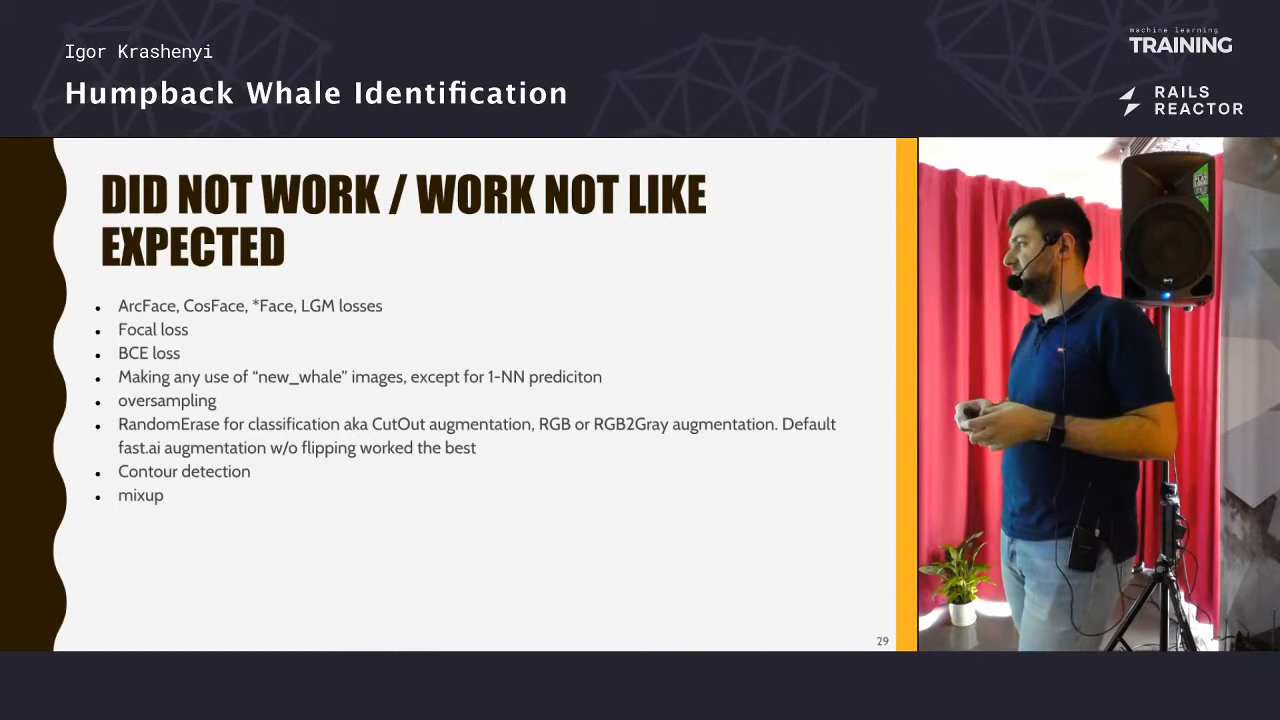 Igor Krashenyi
Humpback Whale Identification
machine learning
TRAINING
RAILS
REACTOR
DID NOT WORK / WORK NOT LIKE
EXPECTED
• ArcFace, CosFace, *Face, LGM losses
• Focal loss
• BCE loss
• Making any use of “new_whale” images, except for 1-NN prediciton
• oversampling
• RandomErase for classification aka CutOut augmentation, RGB or RGB2Gray augmentation. Default
fast.ai augmentation w/o flipping worked the best
• Contour detection
• mixup
29